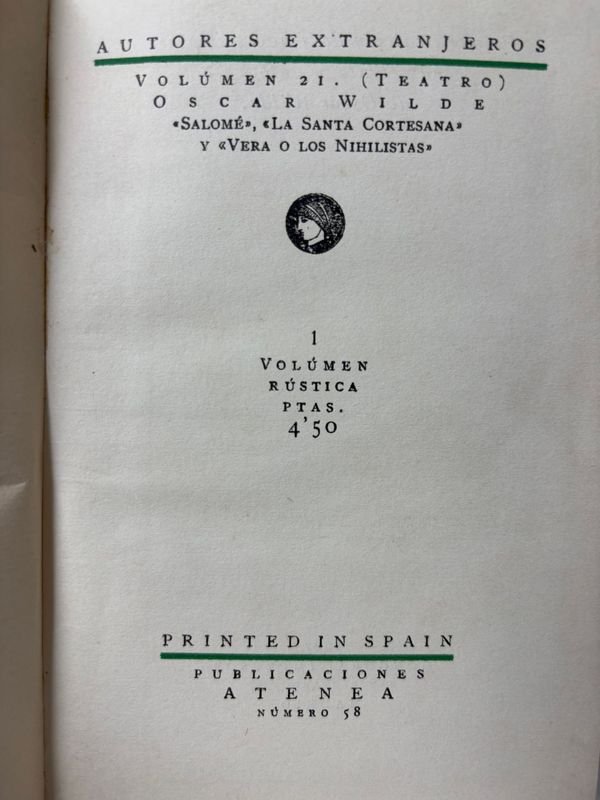 AUTORES EXTRANJEROS
VOLÚMEN 21. (TEATRO)
OSCAR WILDE
«SALOMÉ», «LA SANTA CORTESANA»
Y «VERA O LOS NIHILISTAS»
1
VOLÚMEN
RÚSTICA
PTAS.
4'50
PRINTED IN SPAIN
PUBLICACIONES
ATENEA
NÚMERO 58